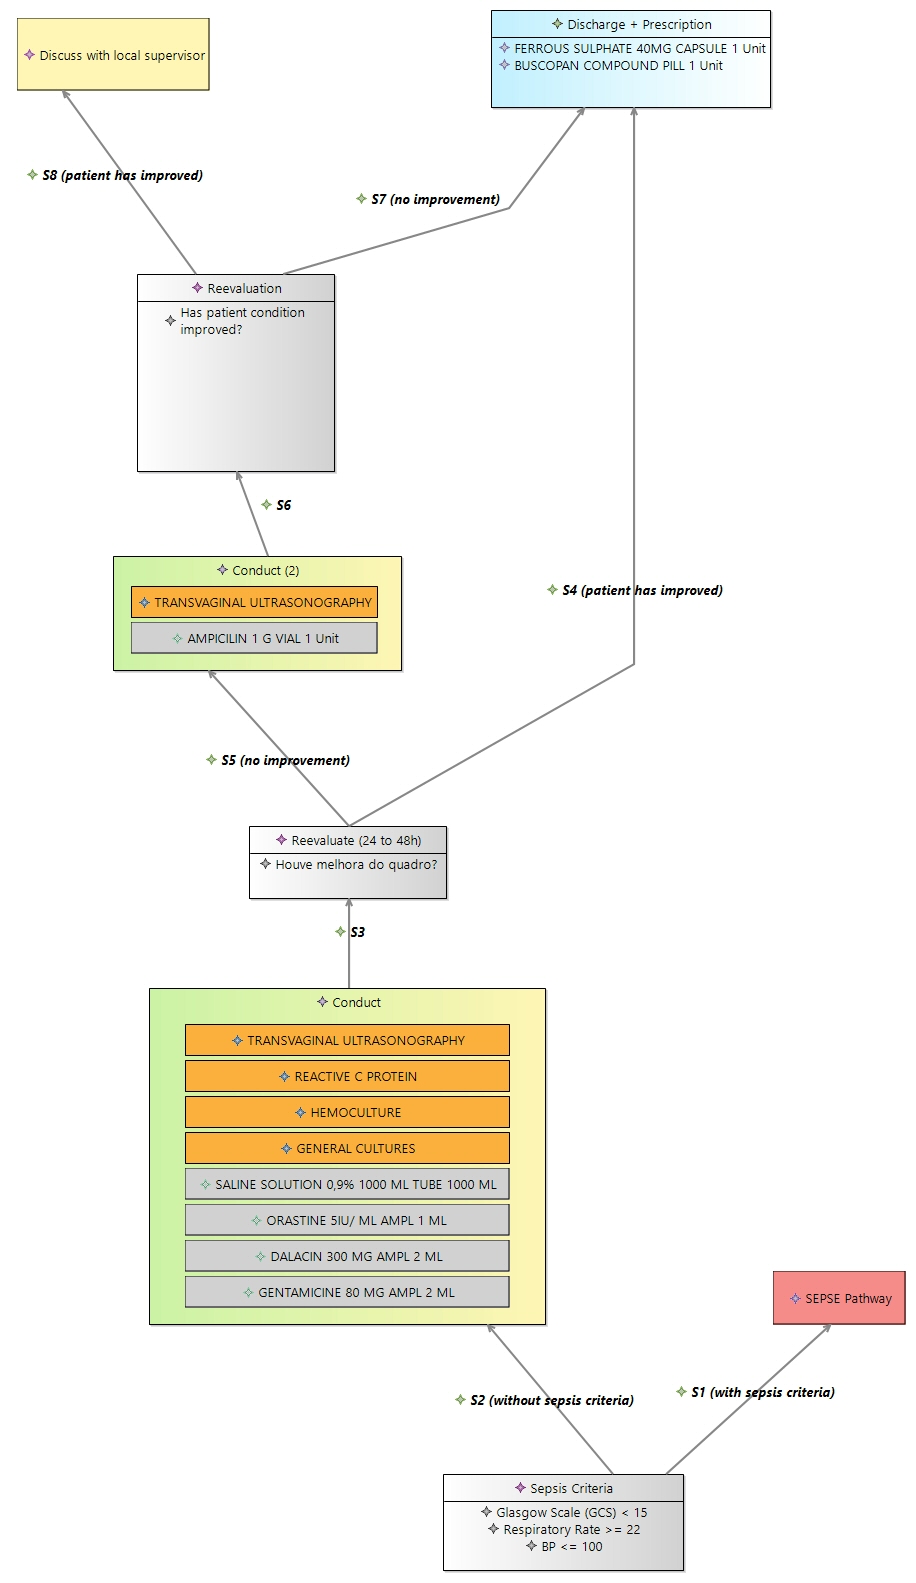 Discuss with local supervisor
Discharge + Prescription
FERROUS SULPHATE 40MG CAPSULE 1 Unit
BUSCOPAN COMPOUND PILL 1 Unit
S8 (patient has improved)
S7 (no improvement)
Reevaluation
Has patient condition
improved?
S6
Conduct (2)
TRANSVAGINAL ULTRASONOGRAPHY
AMPICILIN 1 G VIAL 1 Unit
S4 (patient has improved)
S5 (no improvement)
Reevaluate (24 to 48h)
Houve melhora do quadro?
S3
Conduct
TRANSVAGINAL ULTRASONOGRAPHY
REACTIVE C PROTEIN
HEMOCULTURE
GENERAL CULTURES
SALINE SOLUTION 0,9% 1000 ML TUBE 1000 ML
ORASTINE 5IU/ ML AMPL 1 ML
DALACIN 300 MG AMPL 2 ML
GENTAMICINE 80 MG AMPL 2 ML
SEPSE Pathway
S2 (without sepsis criteria)
S1 (with sepsis criteria)
Sepsis Criteria
Glasgow Scale (GCS) < 15
Respiratory Rate >= 22
BP <= 100